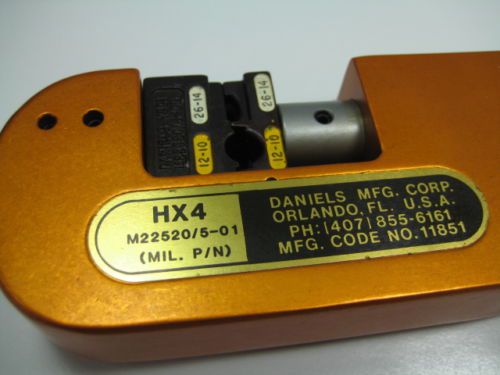 26-14
26-14
12-10
12-10
HX4
M22520/5-01
(MIL. P/N)
DANIELS MFG. CORP.
ORLANDO, FL. U.S.A.
PH: (407) 855-6161
MFG. CODE NO. 11851